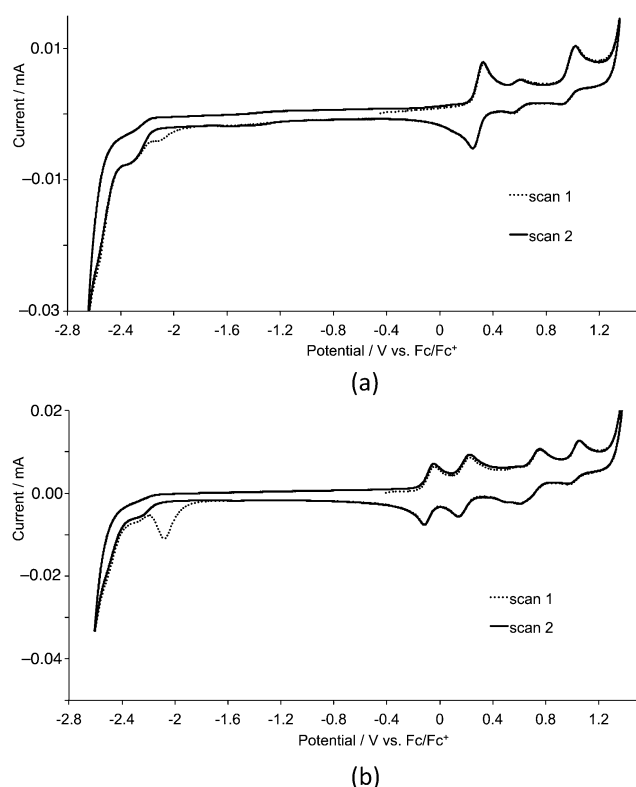 0.01
Current / mA
–0.01
scan 1
scan 2
–0.03
-2.8 -2.4 -2 -1.6 -1.2 -0.8 -0.4 0 0.4 0.8 1.2
Potential / V vs. Fc/Fc⁺
(a)
0.02
0.00
Current / mA
–0.02
scan 1
scan 2
–0.04
-2.8 -2.4 -2 -1.6 -1.2 -0.8 -0.4 0 0.4 0.8 1.2
Potential / V vs. Fc/Fc⁺
(b)